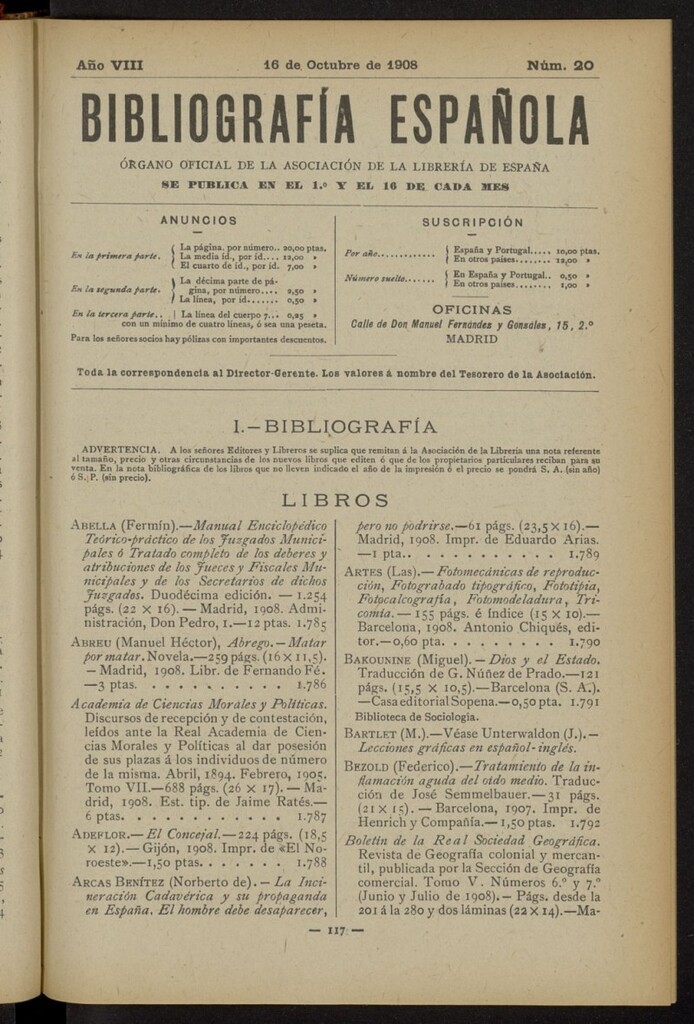 Año VIII 16 de Octubre de 1908 Núm. 20
BIBLIOGRAFÍA ESPAÑOLA
ÓRGANO OFICIAL DE LA ASOCIACIÓN DE LA LIBRERÍA DE ESPAÑA
SE PUBLICA EN EL 1.º Y EL 16 DE CADA MES
ANUNCIOS
En la primera parte. { La página, por número.. 20,00 ptas.
La media íd., por íd.... 12,00 »
El cuarto de íd., por íd. 7,00 »
En la segunda parte. { La décima parte de pá-
gina, por número.... 2,50 »
La línea, por íd....... 0,50 »
En la tercera parte.. | La línea del cuerpo 7... 0,25 »
con un mínimo de cuatro líneas, ó sea una peseta.
Para los señores socios hay pólizas con importantes descuentos.
SUSCRIPCIÓN
Por año............ { España y Portugal..... 10,00 ptas.
En otros países........ 12,00 »
Número suelto....... { En España y Portugal.. 0,50 »
En otros países........ 1,00 »
OFICINAS
Calle de Don Manuel Fernández y González, 15, 2.º
MADRID
Toda la correspondencia al Director-Gerente. Los valores á nombre del Tesorero de la Asociación.
I.—BIBLIOGRAFÍA
ADVERTENCIA. A los señores Editores y Libreros se suplica que remitan á la Asociación de la Librería una nota referente
al tamaño, precio y otras circunstancias de los nuevos libros que editen ó que de los propietarios particulares reciban para su
venta. En la nota bibliográfica de los libros que no lleven indicado el año de la impresión ó el precio se pondrá S. A. (sin año)
ó S. P. (sin precio).
LIBROS
ABELLA (Fermín).—Manual Enciclopédico
Teórico-práctico de los Juzgados Munici-
pales ó Tratado completo de los deberes y
atribuciones de los Jueces y Fiscales Mu-
nicipales y de los Secretarios de dichos
Juzgados. Duodécima edición. — 1.254
págs. (22 × 16).— Madrid, 1908. Admi-
nistración, Don Pedro, 1.—12 ptas. 1.785
ABREU (Manuel Héctor), Abrego.—Matar
por matar. Novela.—259 págs. (16 × 11,5).
— Madrid, 1908. Libr. de Fernando Fé.
—3 ptas. . . . . . . . . . . 1.786
Academia de Ciencias Morales y Políticas.
Discursos de recepción y de contestación,
leídos ante la Real Academia de Cien-
cias Morales y Políticas al dar posesión
de sus plazas á los individuos de número
de la misma. Abril, 1894. Febrero, 1905.
Tomo VII.—688 págs. (26 × 17). — Ma-
drid, 1908. Est. tip. de Jaime Ratés.—
6 ptas. . . . . . . . . . . . 1.787
ADEFLOR.—El Concejal.—224 págs. (18,5
× 12).— Gijón, 1908. Impr. de «El No-
roeste».—1,50 ptas. . . . . . . 1.788
ARCAS BENÍTEZ (Norberto de). — La Inci-
neración Cadavérica y su propaganda
en España. El hombre debe desaparecer,
pero no podrirse.—61 págs. (23,5 × 16).—
Madrid, 1908. Impr. de Eduardo Arias.
—1 pta. . . . . . . . . . . . 1.789
ARTES (Las).—Fotomecánicas de reproduc-
ción, Fotograbado tipográfico, Fototipia,
Fotocalcografía, Fotomodeladura, Tri-
comía. — 155 págs. é índice (15 × 10).—
Barcelona, 1908. Antonio Chiqués, edi-
tor.—0,60 pta. . . . . . . . . 1.790
BAKOUNINE (Miguel). — Dios y el Estado.
Traducción de G. Núñez de Prado.—121
págs. (15,5 × 10,5).—Barcelona (S. A.).
—Casa editorial Sopena.—0,50 pta. 1.791
Biblioteca de Sociología.
BARTLET (M.).—Véase Unterwaldon (J.).—
Lecciones gráficas en español-inglés.
BEZOLD (Federico).—Tratamiento de la in-
flamación aguda del oído medio. Traduc-
ción de José Semmelbauer.— 31 págs.
(21 × 15). — Barcelona, 1907. Impr. de
Henrich y Compañía.— 1,50 ptas. 1.792
Boletín de la Real Sociedad Geográfica.
Revista de Geografía colonial y mercan-
til, publicada por la Sección de Geografía
comercial. Tomo V. Números 6.º y 7.º
(Junio y Julio de 1908).— Págs. desde la
201 á la 280 y dos láminas (22 × 14).—Ma-
— 117 —